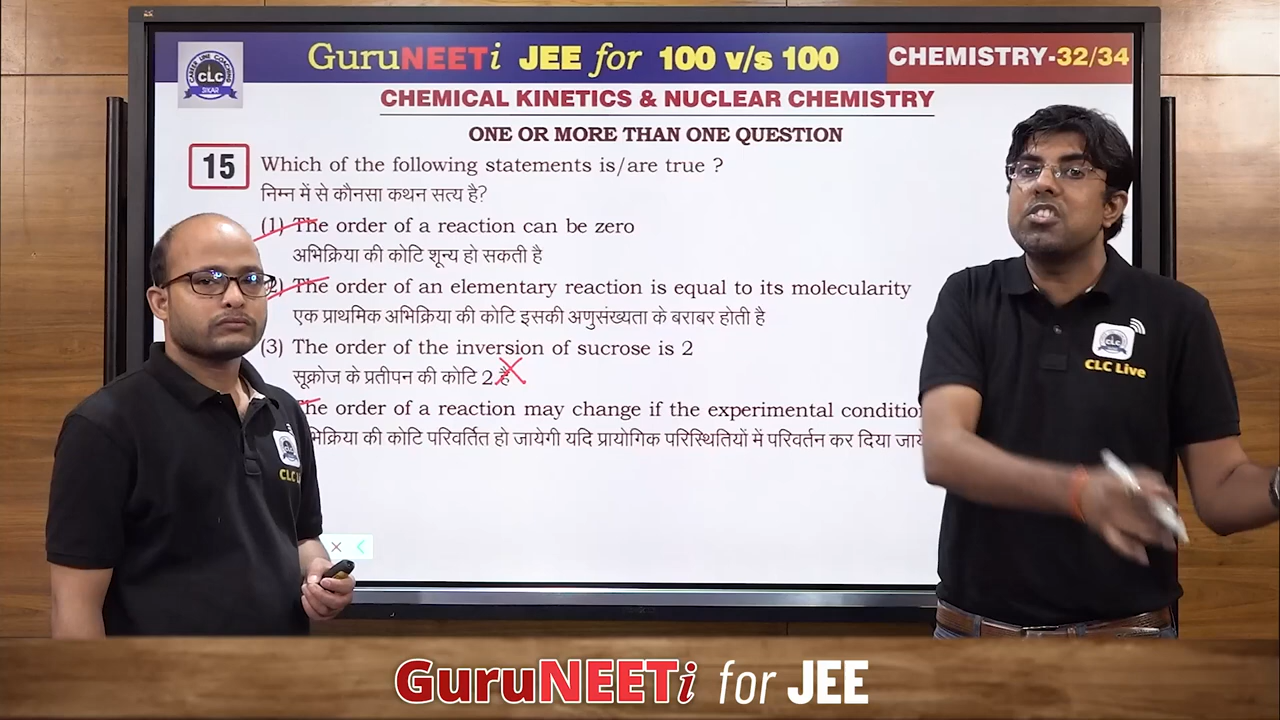 GuruNEETi JEE for 100 v/s 100
CHEMISTRY-32/34
CLC
SIKAR
CHEMICAL KINETICS & NUCLEAR CHEMISTRY
ONE OR MORE THAN ONE QUESTION
15 Which of the following statements is/are true ?
निम्न में से कौनसा कथन सत्य है?
(1) The order of a reaction can be zero
अभिक्रिया की कोटि शून्य हो सकती है
2) The order of an elementary reaction is equal to its molecularity
एक प्राथमिक अभिक्रिया की कोटि इसकी अणुसंख्यता के बराबर होती है
(3) The order of the inversion of sucrose is 2
सूक्रोज के प्रतीपन की कोटि 2 है
The order of a reaction may change if the experimental condition
भिक्रिया की कोटि परिवर्तित हो जायेगी यदि प्रायोगिक परिस्थितियों में परिवर्तन कर दिया जाये
CLC
CLC Live
CLC
CLC Li
GuruNEETi for JEE